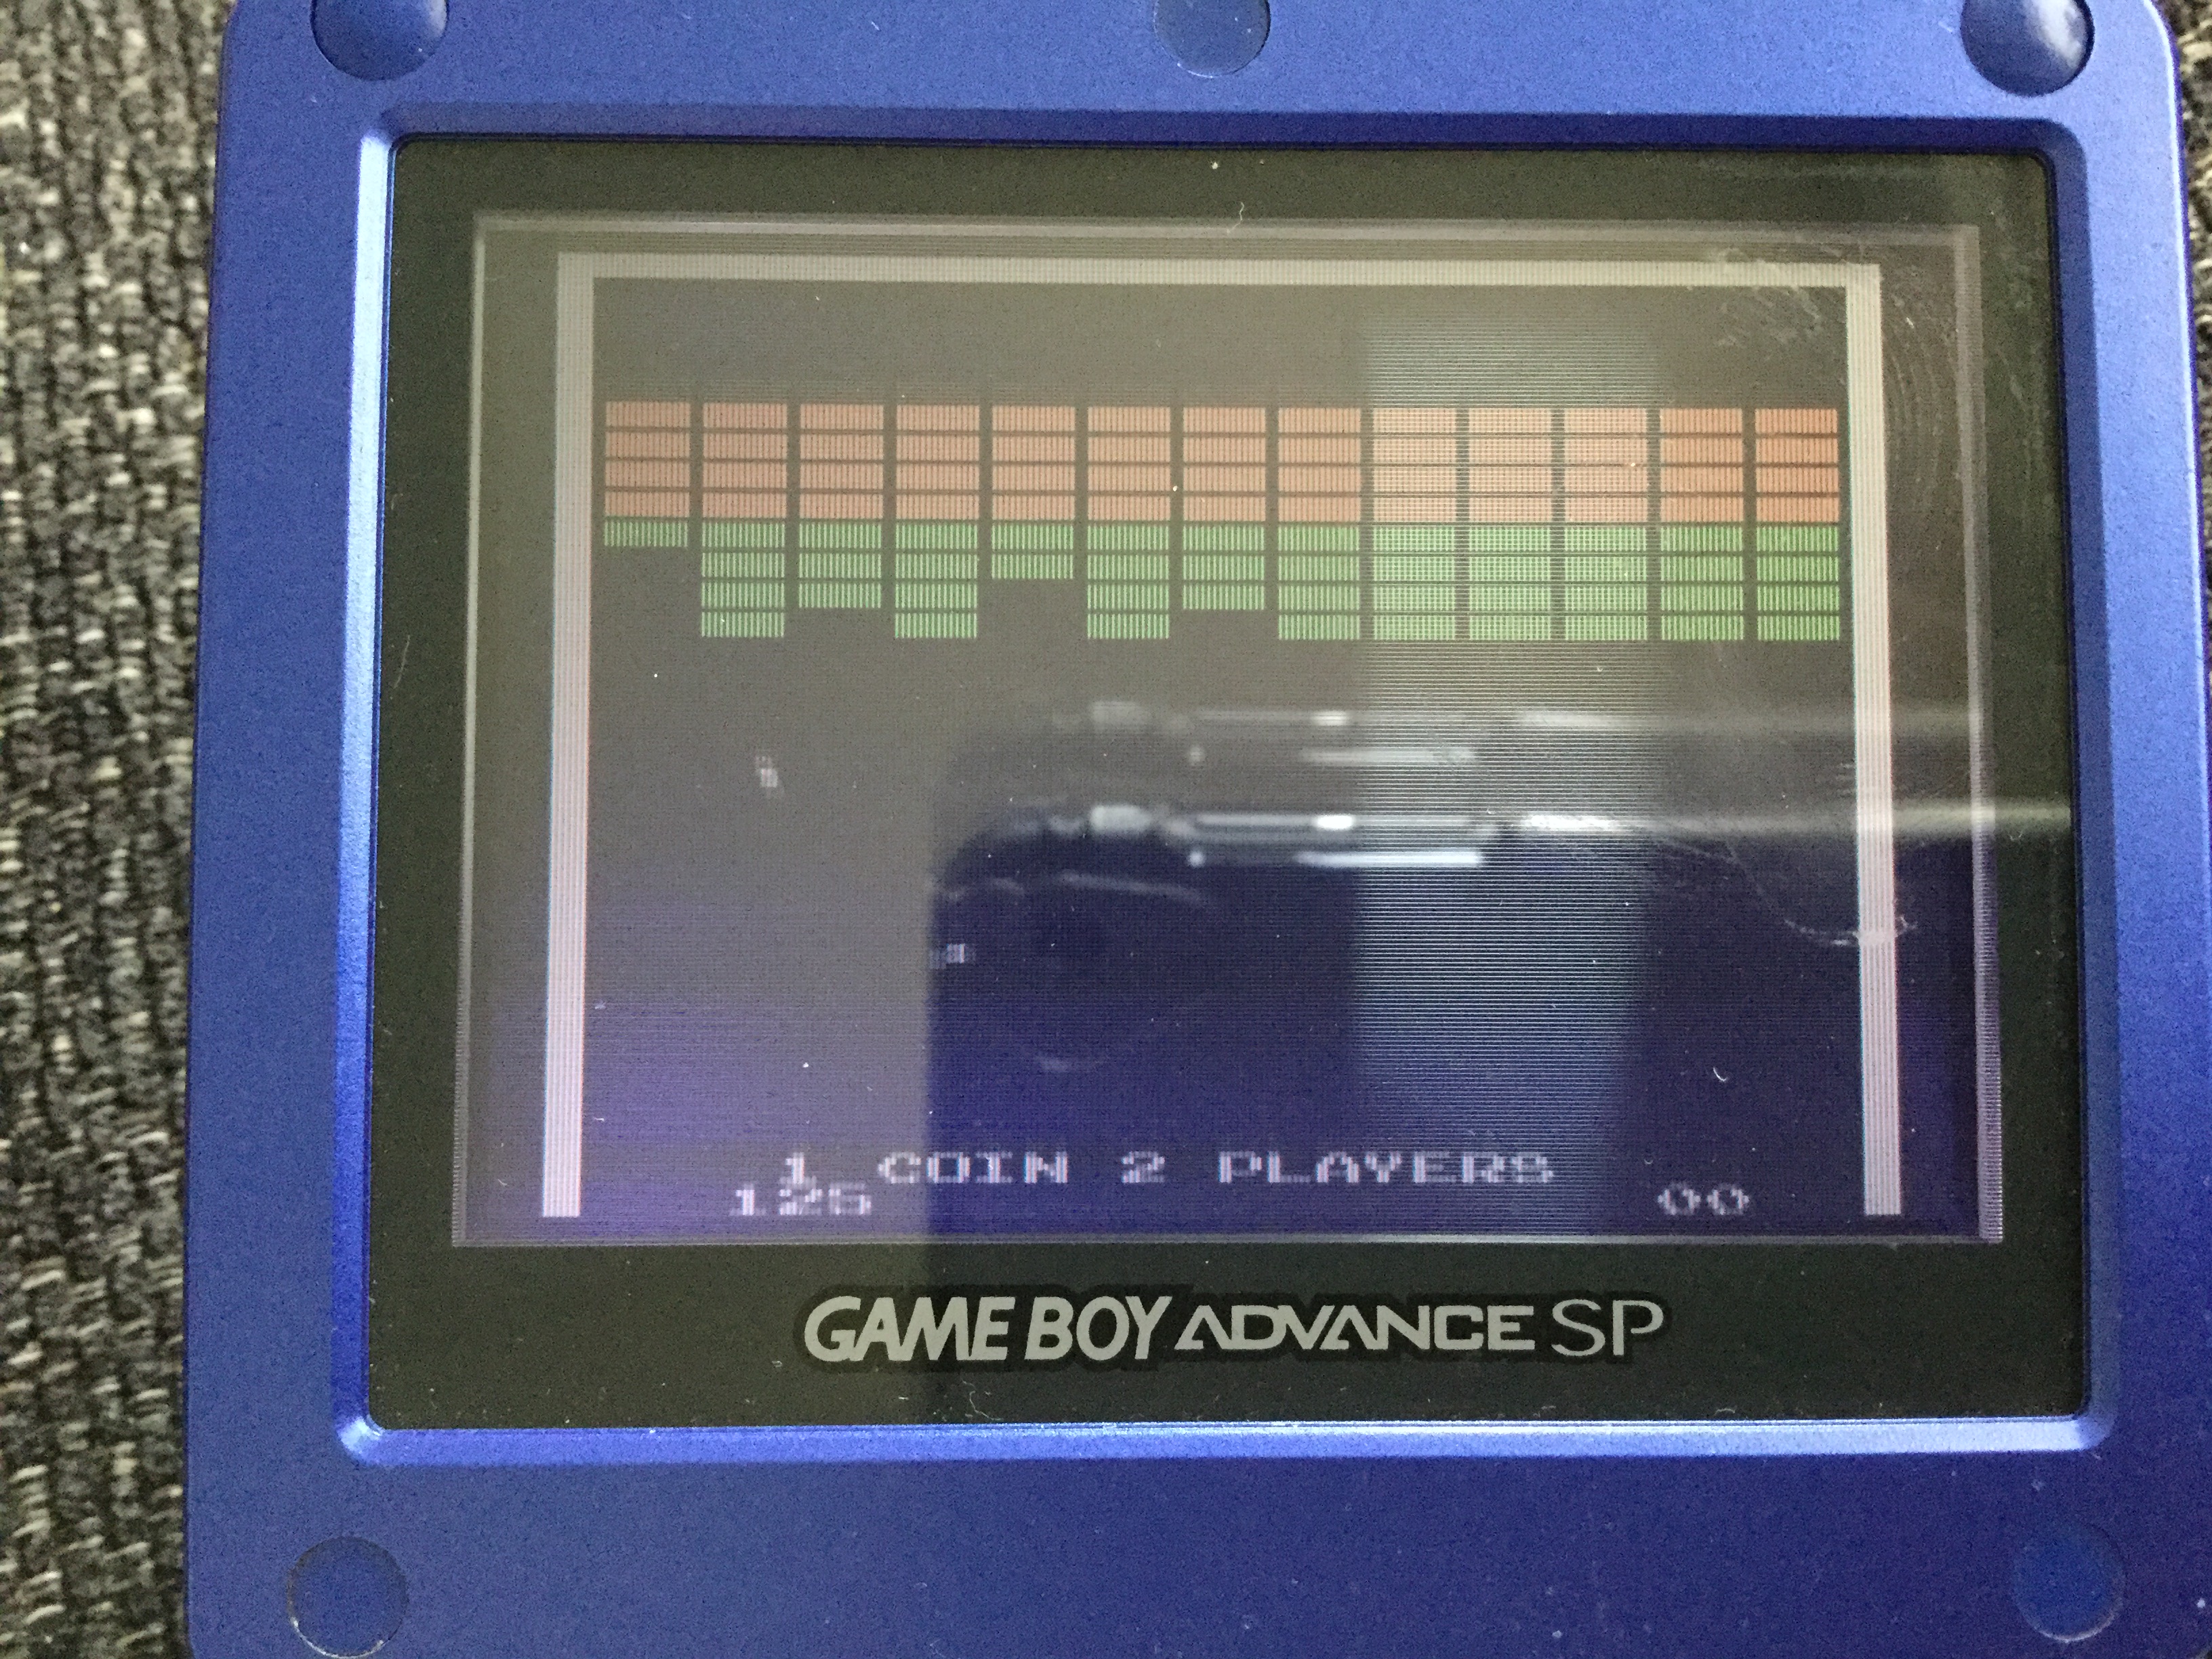 1 COIN 2 PLAYERS
125 00
GAME BOY ADVANCE SP